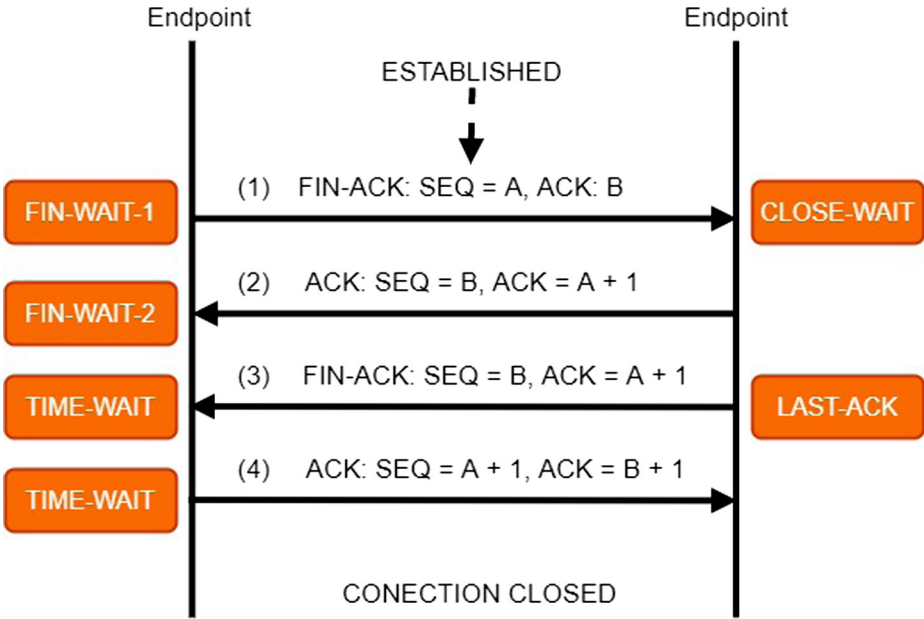 Endpoint Endpoint
ESTABLISHED
(1) FIN-ACK: SEQ = A, ACK: B
FIN-WAIT-1 CLOSE-WAIT
(2) ACK: SEQ = B, ACK = A + 1
FIN-WAIT-2
(3) FIN-ACK: SEQ = B, ACK = A + 1
TIME-WAIT LAST-ACK
(4) ACK: SEQ = A + 1, ACK = B + 1
TIME-WAIT
CONECTION CLOSED